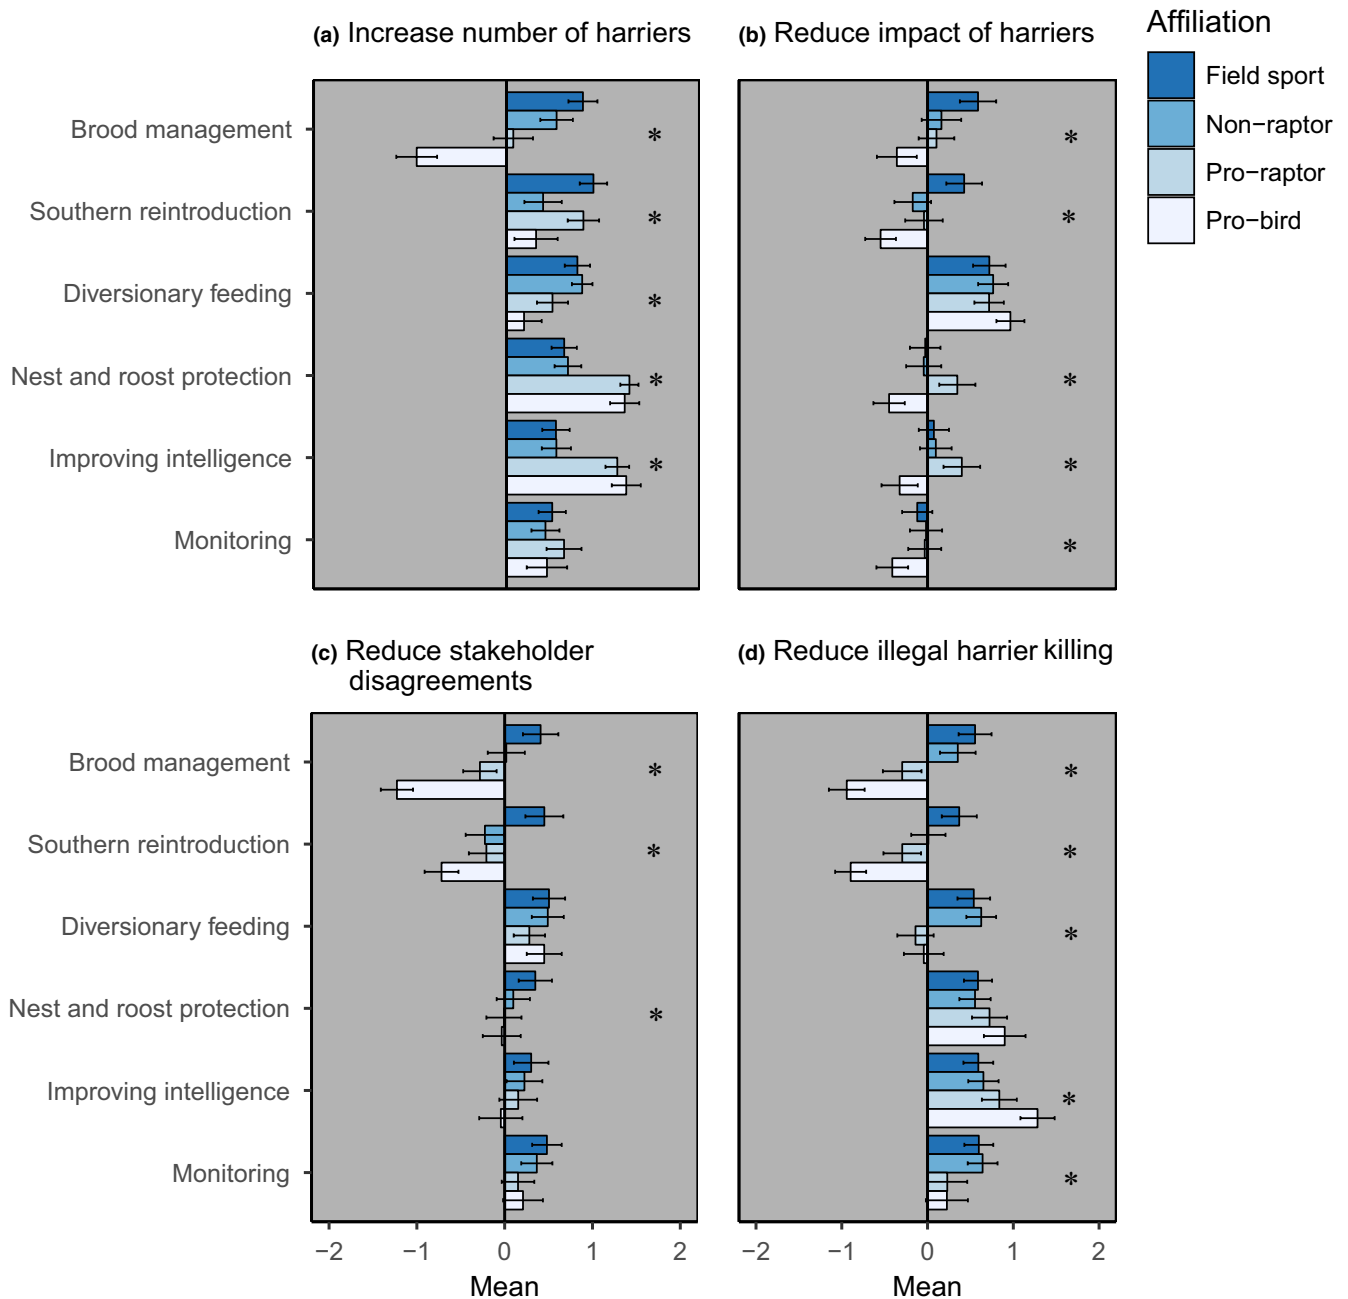 (a) Increase number of harriers
(b) Reduce impact of harriers
Affiliation
Field sport
Non−raptor
Pro−raptor
Pro−bird
Brood management
*
*
Southern reintroduction
*
*
Diversionary feeding
*
Nest and roost protection
*
*
Improving intelligence
*
*
Monitoring
*
(c) Reduce stakeholder
disagreements
(d) Reduce illegal harrier killing
Brood management
*
*
Southern reintroduction
*
*
Diversionary feeding
*
Nest and roost protection
*
Improving intelligence
*
Monitoring
*
−2 −1 0 1 2
−2 −1 0 1 2
Mean
Mean